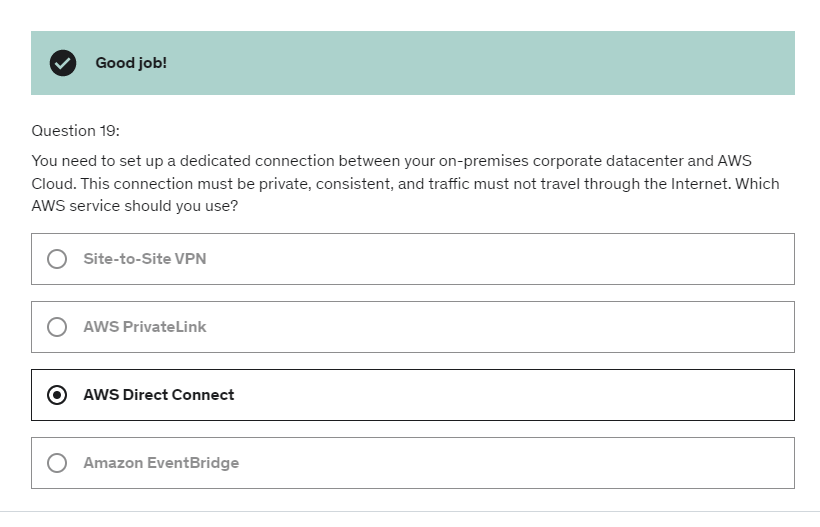 Good job!
Question 19:
You need to set up a dedicated connection between your on-premises corporate datacenter and AWS
Cloud. This connection must be private, consistent, and traffic must not travel through the Internet. Which
AWS service should you use?
Site-to-Site VPN
AWS PrivateLink
AWS Direct Connect
Amazon EventBridge